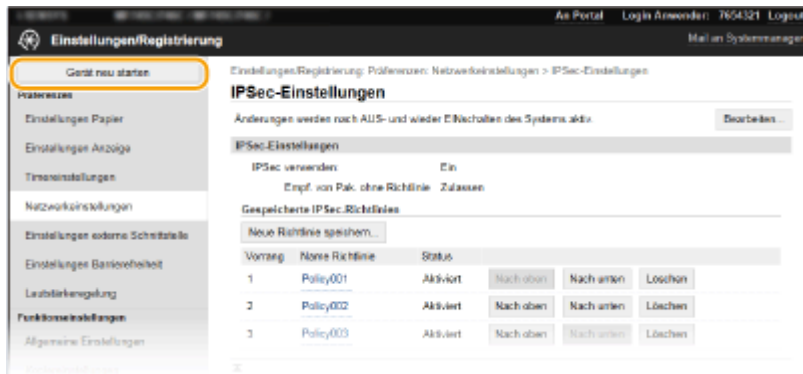 An Portal Login Anwender: 7654321 Logout
Einstellungen/Registrierung
Mail an Systemmanager
Gerät neu starten
Einstellungen/Registrierung: Präferenzen: Netzwerkeinstellungen > IPSec-Einstellungen
IPSec-Einstellungen
Präferenzen
Einstellungen Papier
Einstellungen Anzeige
Timereinstellungen
Netzwerkeinstellungen
Einstellungen externe Schnittstelle
Einstellungen Barrierefreiheit
Lautstärkeregelung
Funktionseinstellungen
Allgemeine Einstellungen
Änderungen werden nach AUS- und wieder EINschalten des Systems aktiv.
Bearbeiten...
IPSec-Einstellungen
IPSec verwenden: Ein
Empf. von Pak. ohne Richtlinie Zulassen
Gespeicherte IPSec.Richtlinien
Neue Richtlinie speichern...
Vorrang Name Richtlinie Status
1 Policy001 Aktiviert Nach oben Nach unten Löschen
2 Policy002 Aktiviert Nach oben Nach unten Löschen
3 Policy003 Aktiviert Nach oben Nach unten Löschen